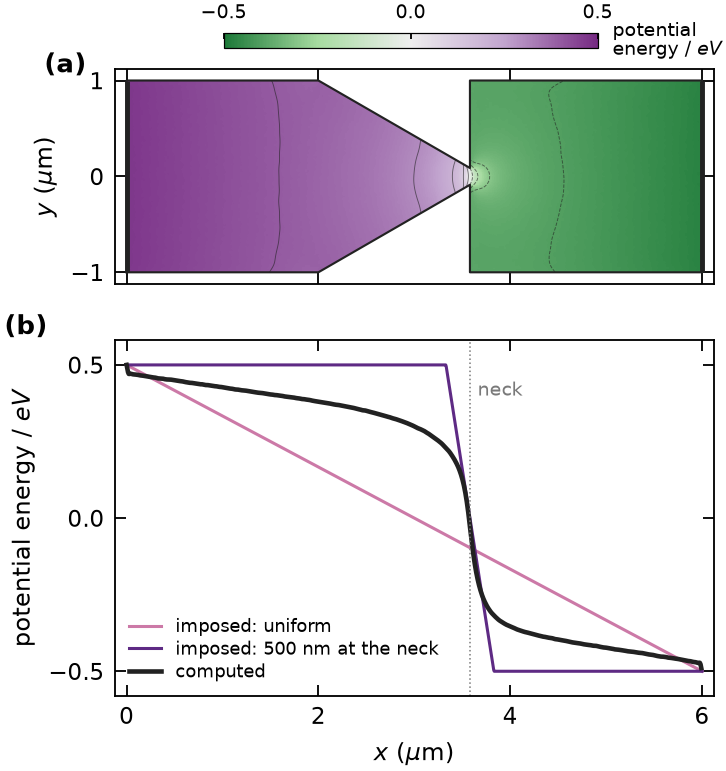 −0.5 0.0 0.5
potential
energy / eV
(a)
1
0
−1
y (μm)
(b)
0.5
0.0
−0.5
potential energy / eV
neck
imposed: uniform
imposed: 500 nm at the neck
computed
0 2 4 6
x (μm)